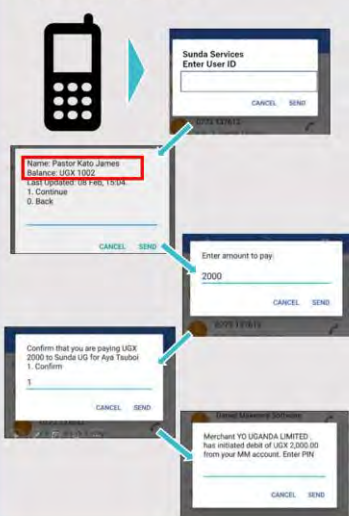 Sunda Services
Enter User ID
CANCEL SEND
Name: Pastor Kato James
Balance: UGX 1002
Last Updated: 08 Feb, 15:04.
1. Continue
0. Back
CANCEL SEND
Enter amount to pay
2000
CANCEL SEND
Confirm that you are paying UGX
2000 to Sunda UG for Aya Tsuboi
1. Confirm
1
CANCEL SEND
Merchant YO UGANDA LIMITED ,
has initiated debit of UGX 2,000.00
from your MM account. Enter PIN
CANCEL SEND